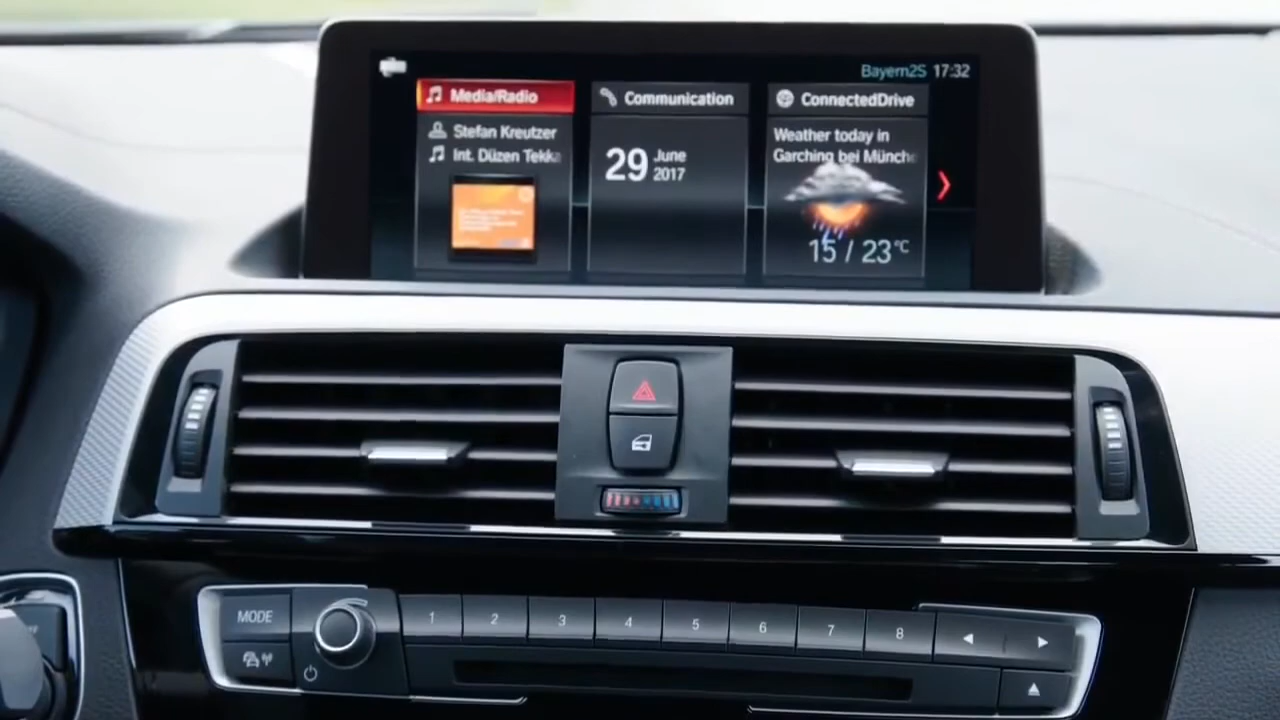 Bayern2S 17:32
Media/Radio
Stefan Kreutzer
Int. Düzen Tekka
Communication
29 June
2017
ConnectedDrive
Weather today in
Garching bei Münche
15 / 23°C
MODE
1 2 3 4 5 6 7 8